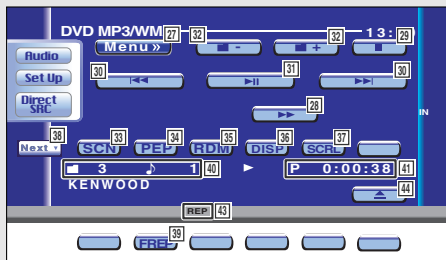 DVD MP3/WM 27 32 32 13: 29
Audio Menu» - +
30 31 30
Set Up
Direct SRC
28
IN
38 33 34 35 36 37
Next SCN PEP RDM DISP SCRL
3 1 40 P 0:00:38 41
KENWOOD 44
REP 43
39
FREP